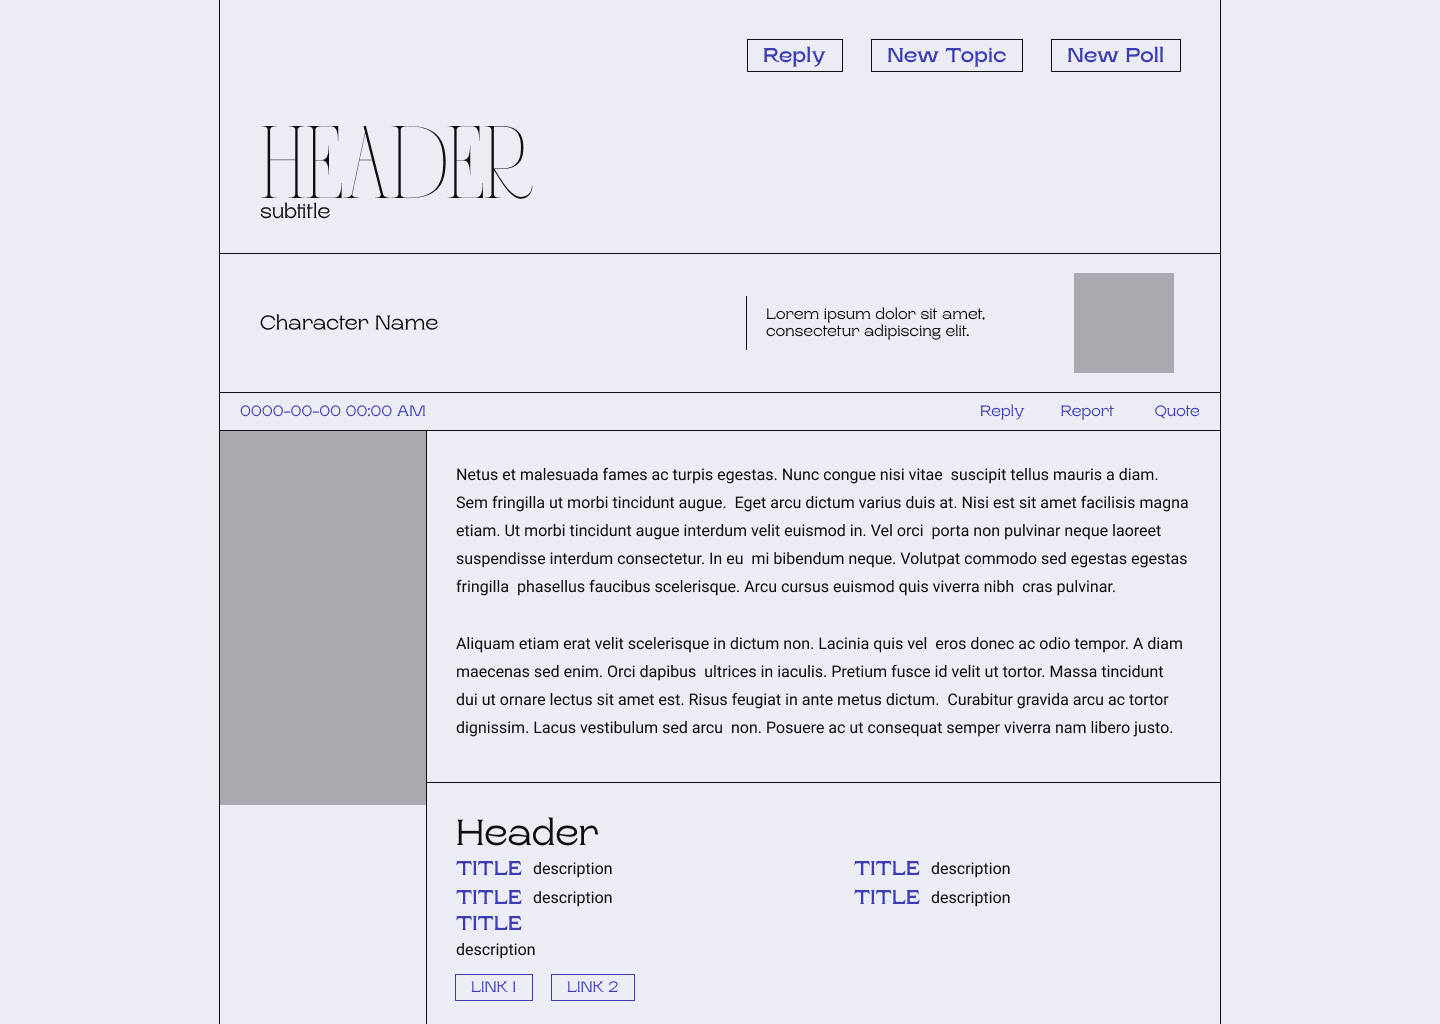 Reply New Topic New Poll
HEADER
subtitle
Character Name
Lorem ipsum dolor sit amet,
consectetur adipiscing elit.
0000-00-00 00:00 AM
Reply Report Quote
Netus et malesuada fames ac turpis egestas. Nunc congue nisi vitae  suscipit tellus mauris a diam.
Sem fringilla ut morbi tincidunt augue.  Eget arcu dictum varius duis at. Nisi est sit amet facilisis magna
etiam. Ut morbi tincidunt augue interdum velit euismod in. Vel orci  porta non pulvinar neque laoreet
suspendisse interdum consectetur. In eu  mi bibendum neque. Volutpat commodo sed egestas egestas
fringilla  phasellus faucibus scelerisque. Arcu cursus euismod quis viverra nibh  cras pulvinar.
Aliquam etiam erat velit scelerisque in dictum non. Lacinia quis vel  eros donec ac odio tempor. A diam
maecenas sed enim. Orci dapibus  ultrices in iaculis. Pretium fusce id velit ut tortor. Massa tincidunt
dui ut ornare lectus sit amet est. Risus feugiat in ante metus dictum.  Curabitur gravida arcu ac tortor
dignissim. Lacus vestibulum sed arcu  non. Posuere ac ut consequat semper viverra nam libero justo.
Header
TITLE description TITLE description
TITLE description TITLE description
TITLE
description
LINK 1 LINK 2